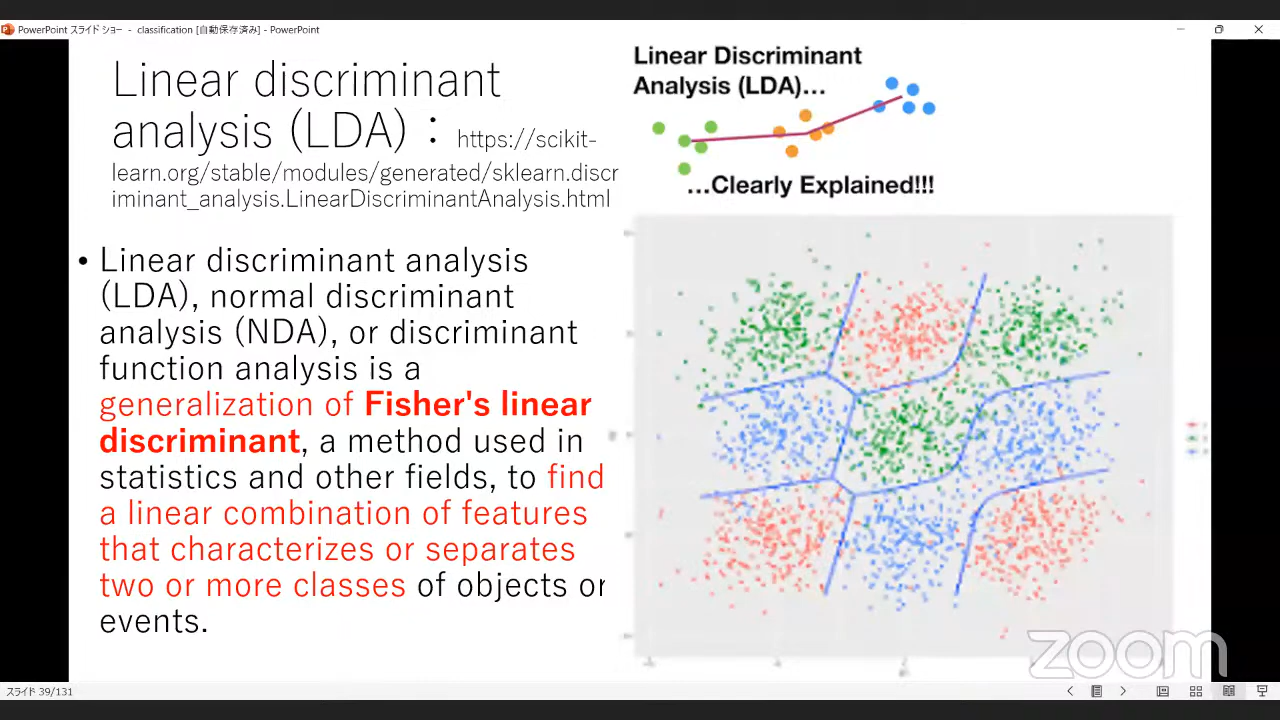 PowerPoint スライド ショー - classification [自動保存済み] - PowerPoint
Linear discriminant
analysis (LDA)：https://scikit-
learn.org/stable/modules/generated/sklearn.discr
iminant_analysis.LinearDiscriminantAnalysis.html
• Linear discriminant analysis
(LDA), normal discriminant
analysis (NDA), or discriminant
function analysis is a
generalization of Fisher's linear
discriminant, a method used in
statistics and other fields, to find
a linear combination of features
that characterizes or separates
two or more classes of objects or
events.
Linear Discriminant
Analysis (LDA)...
...Clearly Explained!!!
zoom
スライド 39/131